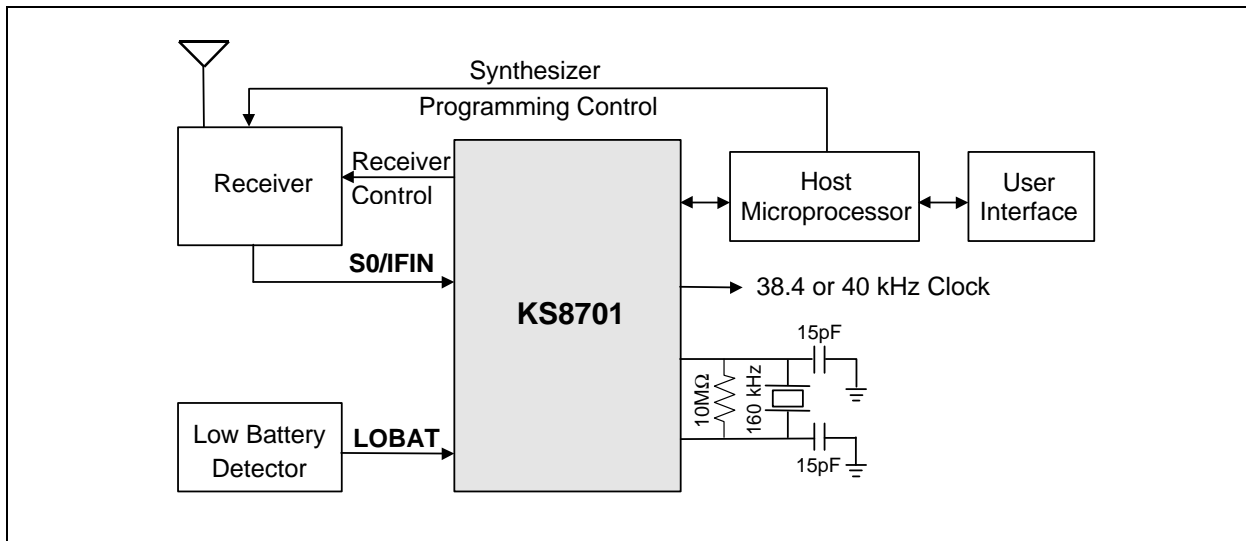 Synthesizer
Programming Control
Receiver
Receiver
Control
Host
Microprocessor
User
Interface
S0/IFIN
KS8701
38.4 or 40 kHz Clock
15pF
10MΩ
160 kHz
15pF
Low Battery
Detector
LOBAT